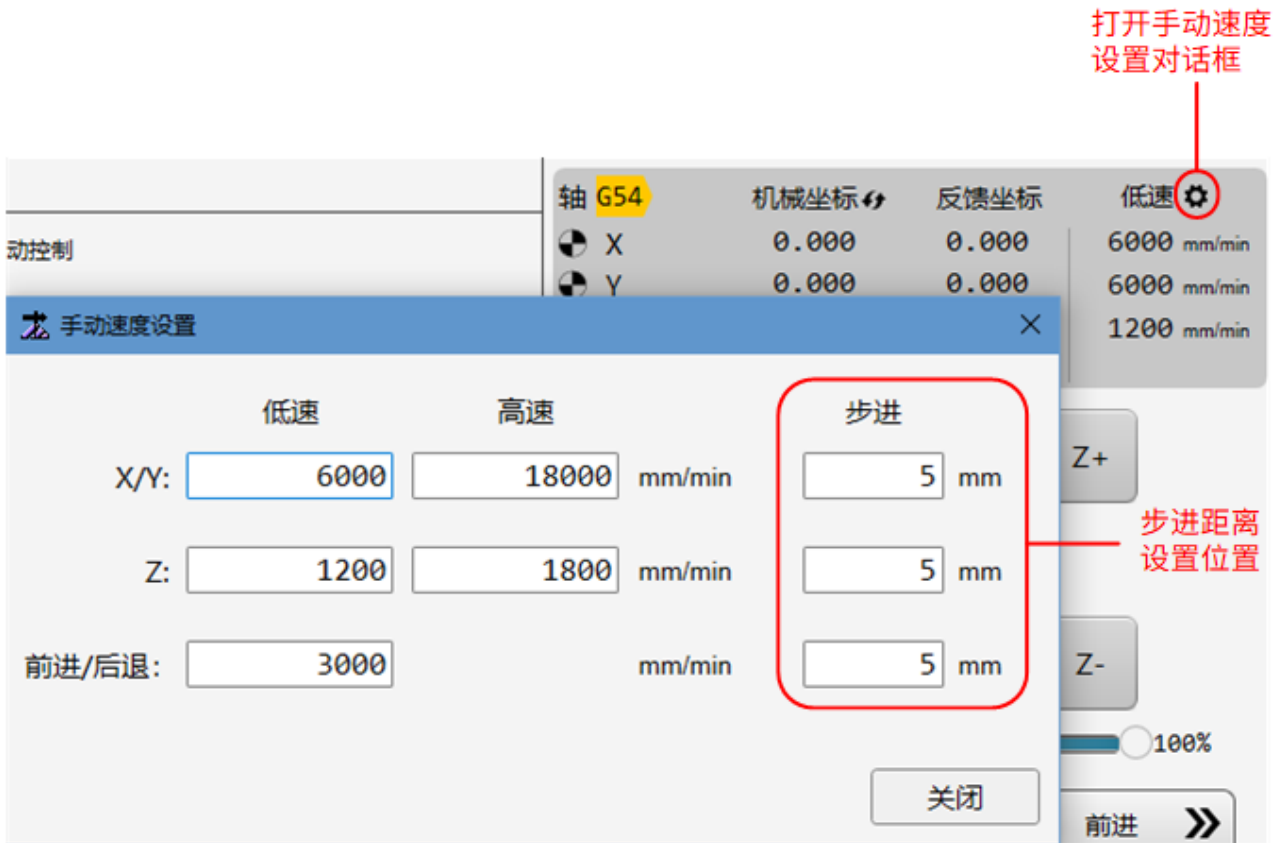 打开手动速度
设置对话框
轴 G54 机械坐标 反馈坐标 低速
动控制
X 0.000 0.000 6000 mm/min
Y 0.000 0.000 6000 mm/min
1200 mm/min
手动速度设置
低速 高速 步进
X/Y: 6000 18000 mm/min 5 mm
Z: 1200 1800 mm/min 5 mm
前进/后退: 3000 mm/min 5 mm
关闭
Z+
步进距离
设置位置
Z-
100%
前进